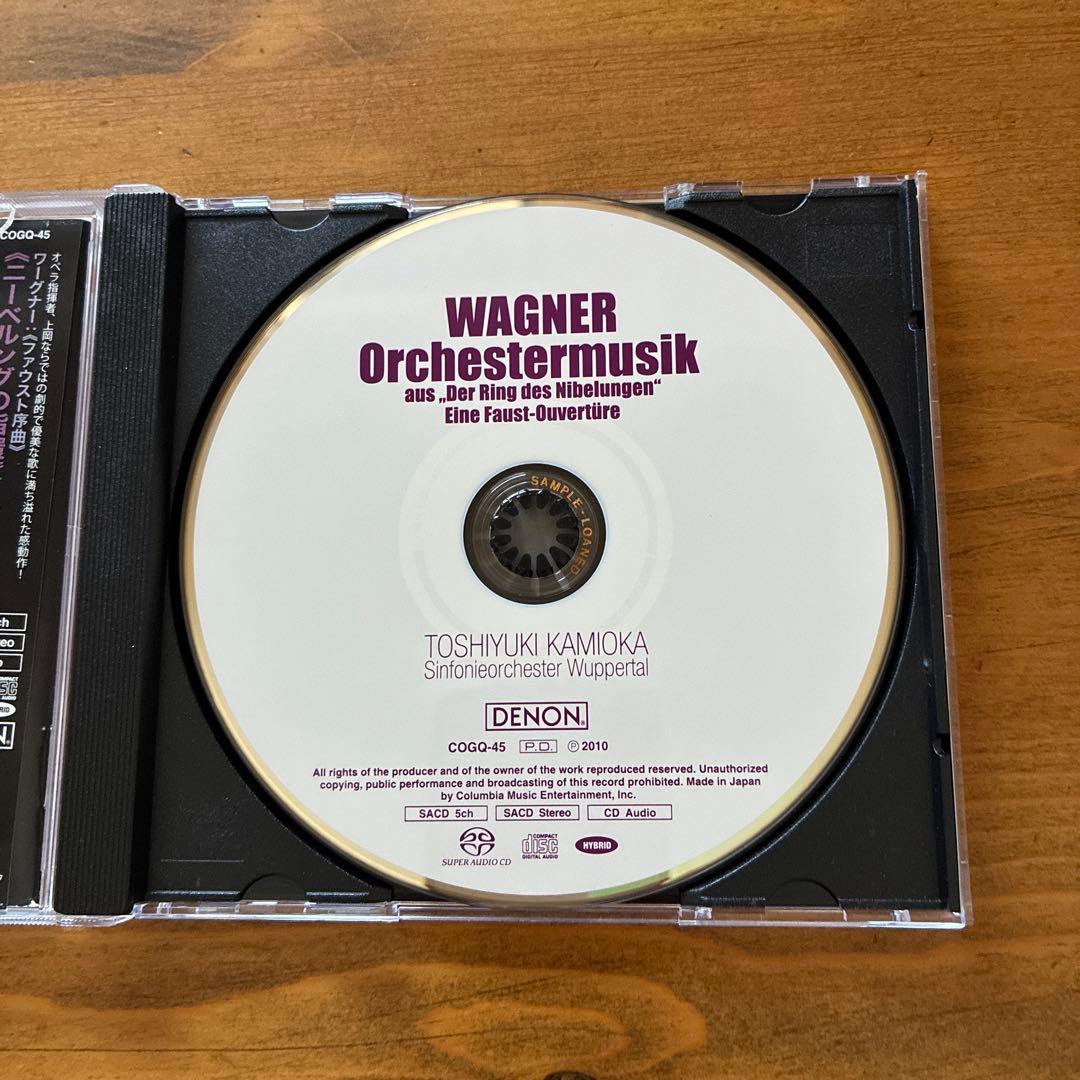 COGQ-45
オペラ指揮者、上岡ならではの劇的で優美な歌に満ち溢れた感動作!
ワーグナー:《ファウスト序曲》
《ニーベルングの指環
WAGNER
Orchestermusik
aus „Der Ring des Nibelungen“
Eine Faust-Ouvertüre
SAMPLE・LOANED
TOSHIYUKI KAMIOKA
Sinfonieorchester Wuppertal
DENON®
COGQ-45 P.D. ℗2010
All rights of the producer and of the owner of the work reproduced reserved. Unauthorized
copying, public performance and broadcasting of this record prohibited. Made in Japan
by Columbia Music Entertainment, Inc.
SACD 5ch SACD Stereo CD Audio
SUPER AUDIO CD
COMPACT
disc
DIGITAL AUDIO
HYBRID